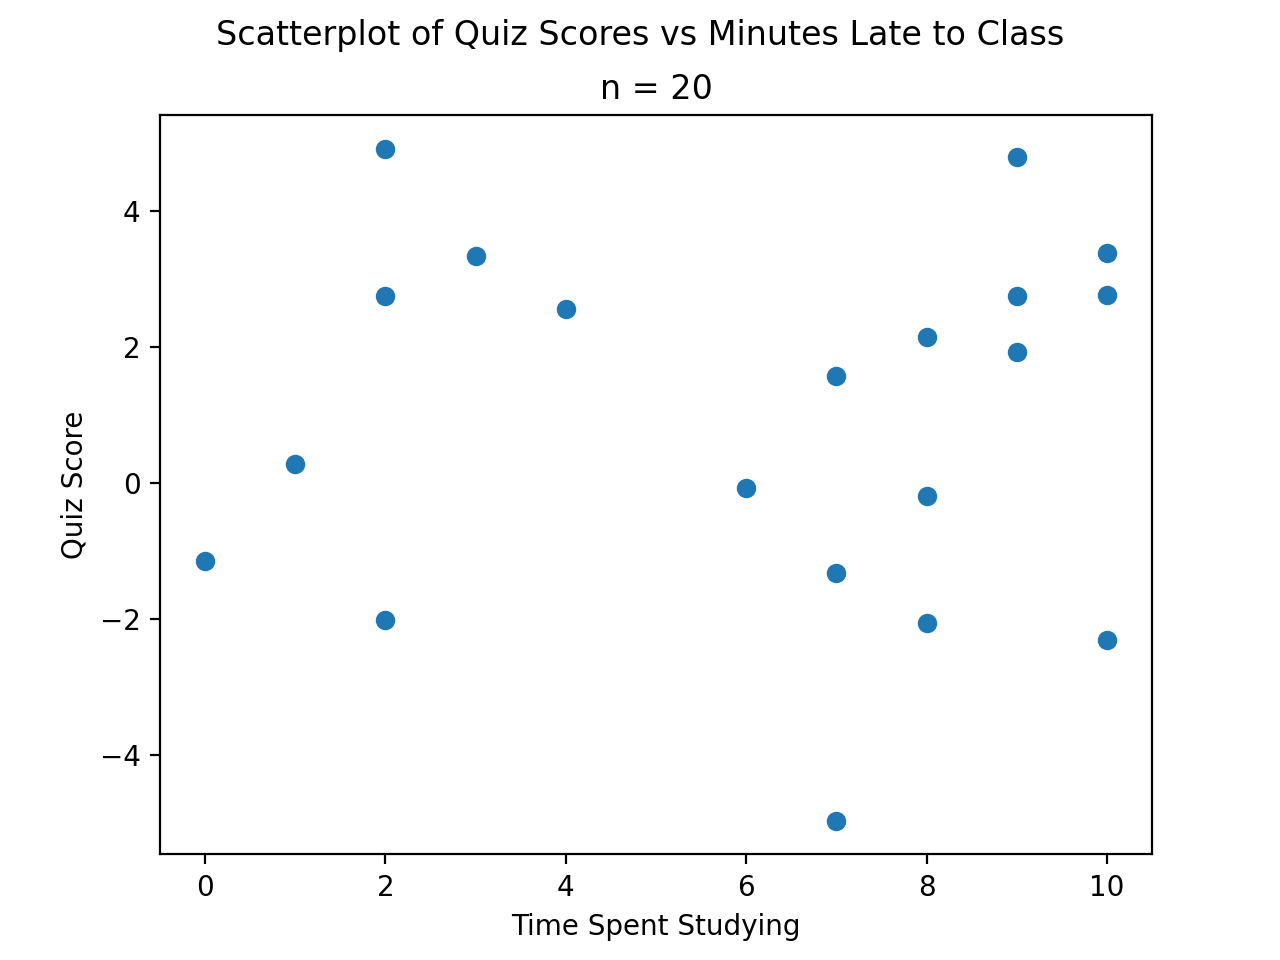 Scatterplot of Quiz Scores vs Minutes Late to Class
n = 20
4
2
0
−2
−4
Quiz Score
0 2 4 6 8 10
Time Spent Studying